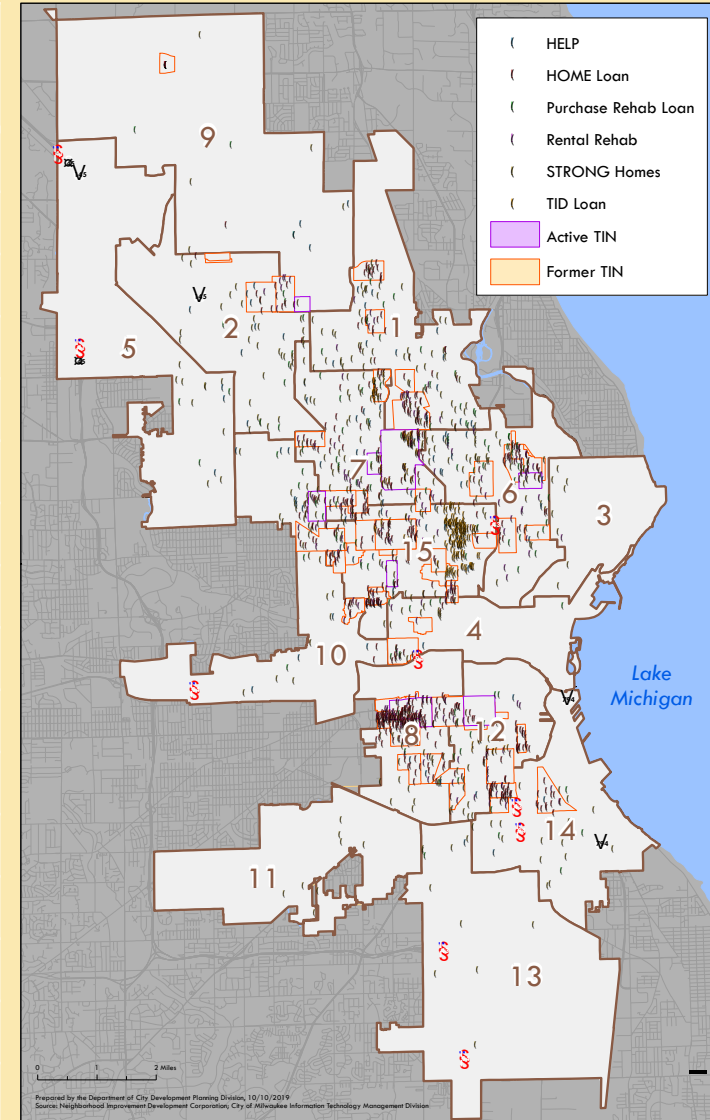 HELP
HOME Loan
Purchase Rehab Loan
Rental Rehab
STRONG Homes
TID Loan
Active TIN
Former TIN
9
5
2
1
7
6
3
15
4
10
Lake
Michigan
8
12
14
11
13
0 1 2 Miles
Prepared by the Department of City Development Planning Division, 10/10/2019
Source: Neighborhood Improvement Development Corporation; City of Milwaukee Information Technology Management Division